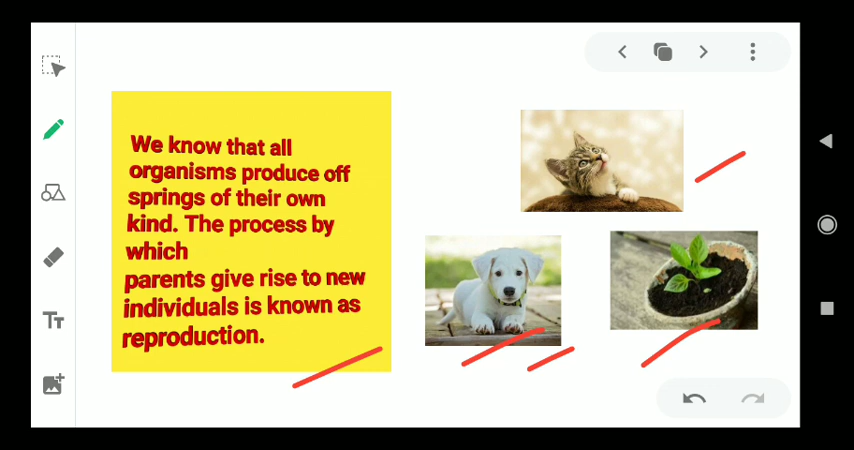 We know that all
organisms produce off
springs of their own
kind. The process by
which
parents give rise to new
individuals is known as
reproduction.